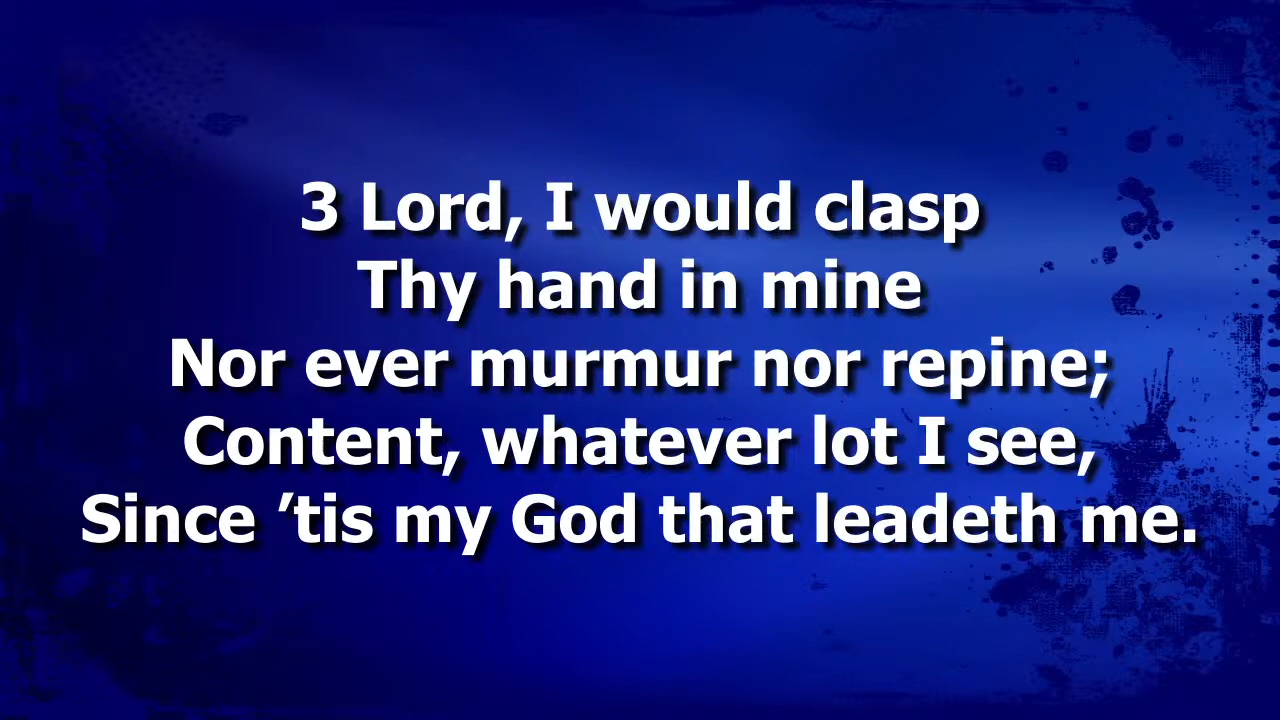 3 Lord, I would clasp
Thy hand in mine
Nor ever murmur nor repine;
Content, whatever lot I see,
Since ’tis my God that leadeth me.